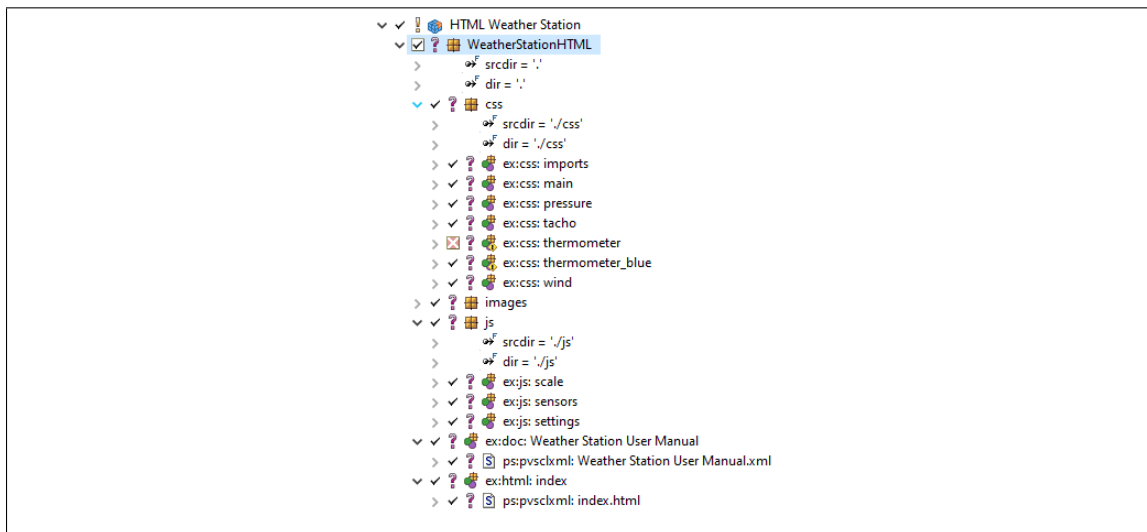 HTML Weather Station
WeatherStationHTML
srcdir = '.'
dir = '.'
css
srcdir = './css'
dir = './css'
ex:css: imports
ex:css: main
ex:css: pressure
ex:css: tacho
ex:css: thermometer
ex:css: thermometer_blue
ex:css: wind
images
js
srcdir = './js'
dir = './js'
ex:js: scale
ex:js: sensors
ex:js: settings
ex:doc: Weather Station User Manual
ps:pvsclxml: Weather Station User Manual.xml
ex:html: index
ps:pvsclxml: index.html